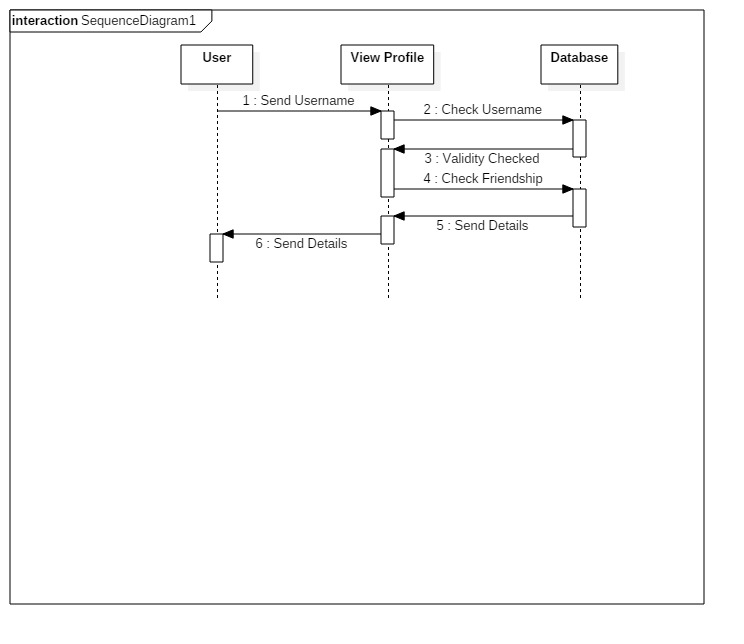 interaction SequenceDiagram1
User
View Profile
Database
1 : Send Username
2 : Check Username
3 : Validity Checked
4 : Check Friendship
5 : Send Details
6 : Send Details